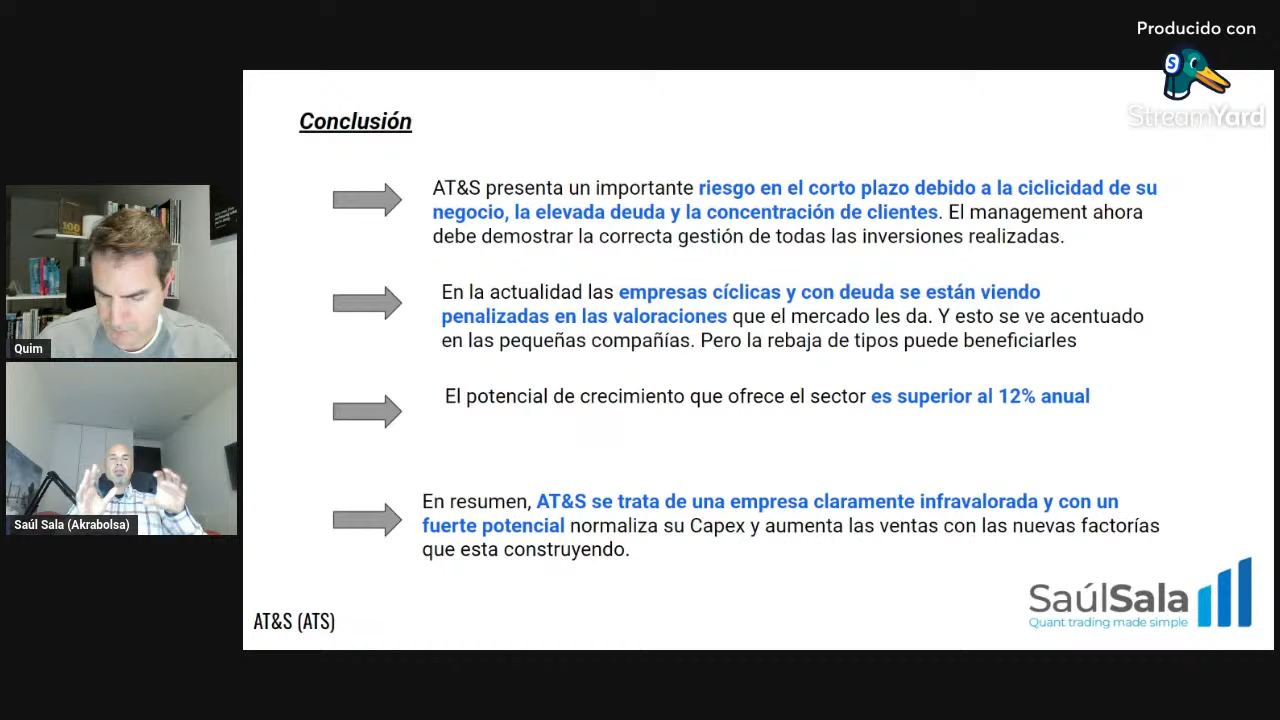 Producido con
StreamYard
Conclusión
AT&S presenta un importante riesgo en el corto plazo debido a la ciclicidad de su
negocio, la elevada deuda y la concentración de clientes. El management ahora
debe demostrar la correcta gestión de todas las inversiones realizadas.
En la actualidad las empresas cíclicas y con deuda se están viendo
penalizadas en las valoraciones que el mercado les da. Y esto se ve acentuado
en las pequeñas compañías. Pero la rebaja de tipos puede beneficiarles
El potencial de crecimiento que ofrece el sector es superior al 12% anual
En resumen, AT&S se trata de una empresa claramente infravalorada y con un
fuerte potencial normaliza su Capex y aumenta las ventas con las nuevas factorías
que esta construyendo.
AT&S (ATS)
SaúlSala
Quant trading made simple
Quim
Saúl Sala (Akrabolsa)
100